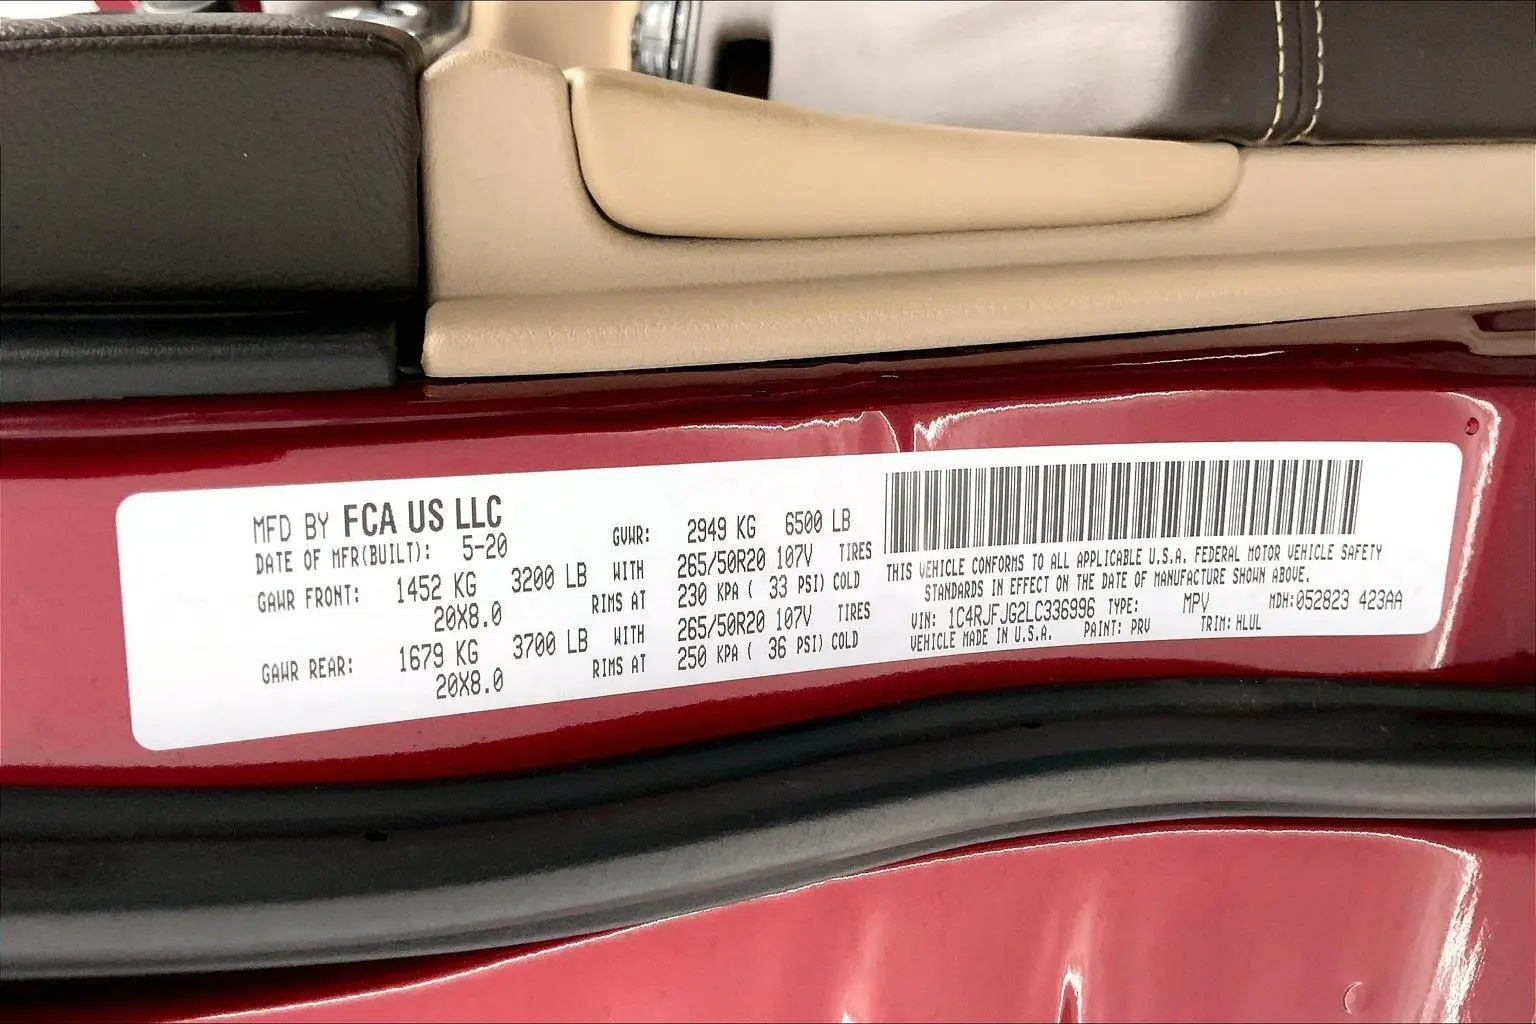 MFD BY FCA US LLC
DATE OF MFR(BUILT): 5-20
GVWR: 2949 KG 6500 LB
GAWR FRONT: 1452 KG 3200 LB WITH 265/50R20 107V TIRES
20X8.0 RIMS AT 230 KPA ( 33 PSI) COLD
GAWR REAR: 1679 KG 3700 LB WITH 265/50R20 107V TIRES
20X8.0 RIMS AT 250 KPA ( 36 PSI) COLD
THIS VEHICLE CONFORMS TO ALL APPLICABLE U.S.A. FEDERAL MOTOR VEHICLE SAFETY
STANDARDS IN EFFECT ON THE DATE OF MANUFACTURE SHOWN ABOVE.
VIN: 1C4RJFJG2LC336996 TYPE: MPV MDH:052823 423AA
VEHICLE MADE IN U.S.A. PAINT: PRV TRIM: HLUL